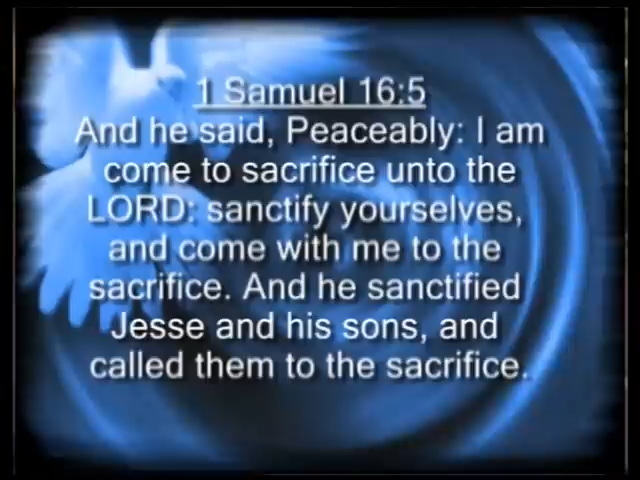 1 Samuel 16:5
And he said, Peaceably: I am
come to sacrifice unto the
LORD: sanctify yourselves,
and come with me to the
sacrifice. And he sanctified
Jesse and his sons, and
called them to the sacrifice.